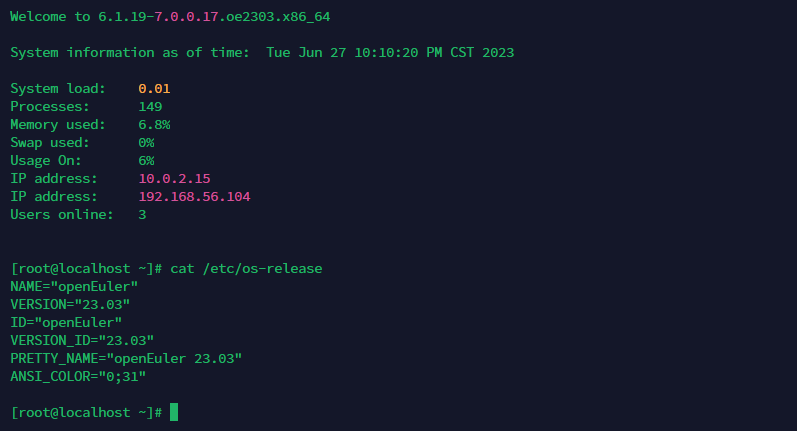 Welcome to 6.1.19-7.0.0.17.oe2303.x86_64
System information as of time:  Tue Jun 27 10:10:20 PM CST 2023
System load:    0.01
Processes:      149
Memory used:    6.8%
Swap used:      0%
Usage On:       6%
IP address:     10.0.2.15
IP address:     192.168.56.104
Users online:   3
[root@localhost ~]# cat /etc/os-release
NAME="openEuler"
VERSION="23.03"
ID="openEuler"
VERSION_ID="23.03"
PRETTY_NAME="openEuler 23.03"
ANSI_COLOR="0;31"
[root@localhost ~]#